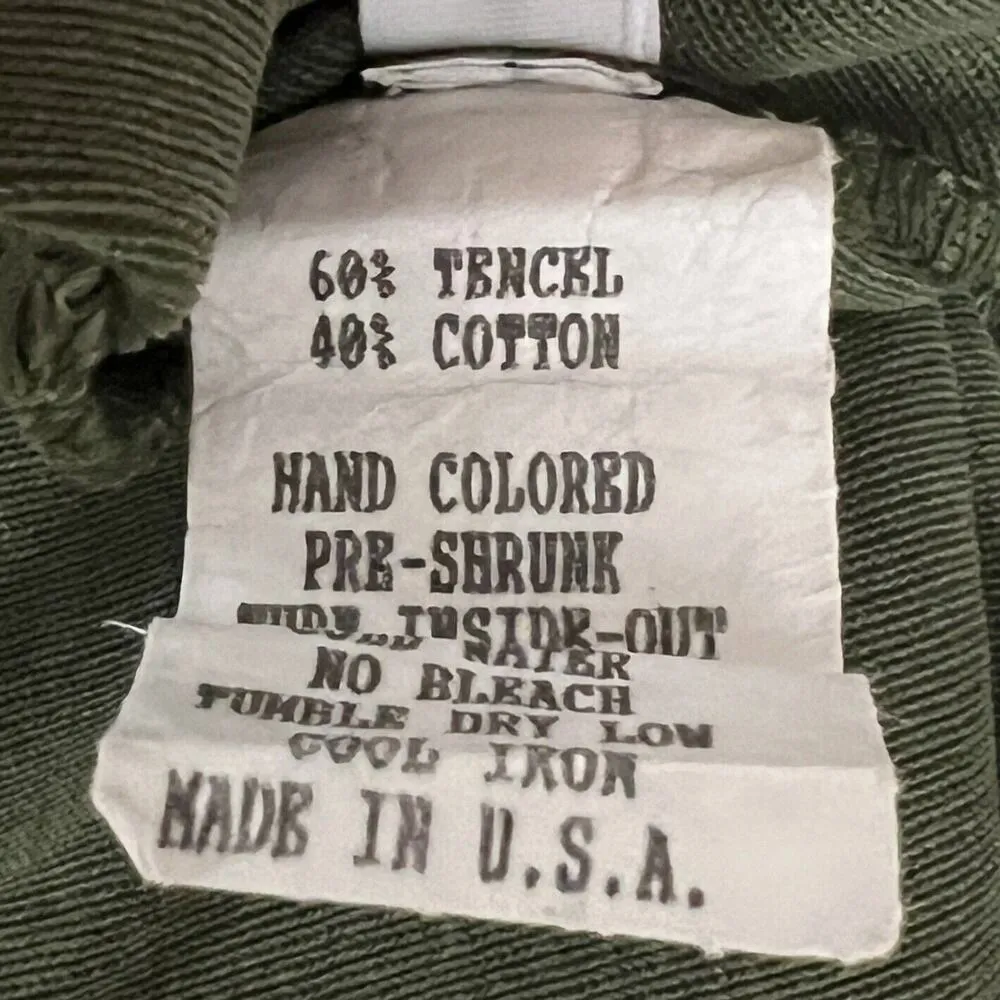 60% TENCEL
40% COTTON
HAND COLORED
PRE-SHRUNK
INSIDE-OUT
WATER
NO BLEACH
TUMBLE DRY LOW
COOL IRON
MADE IN U.S.A.